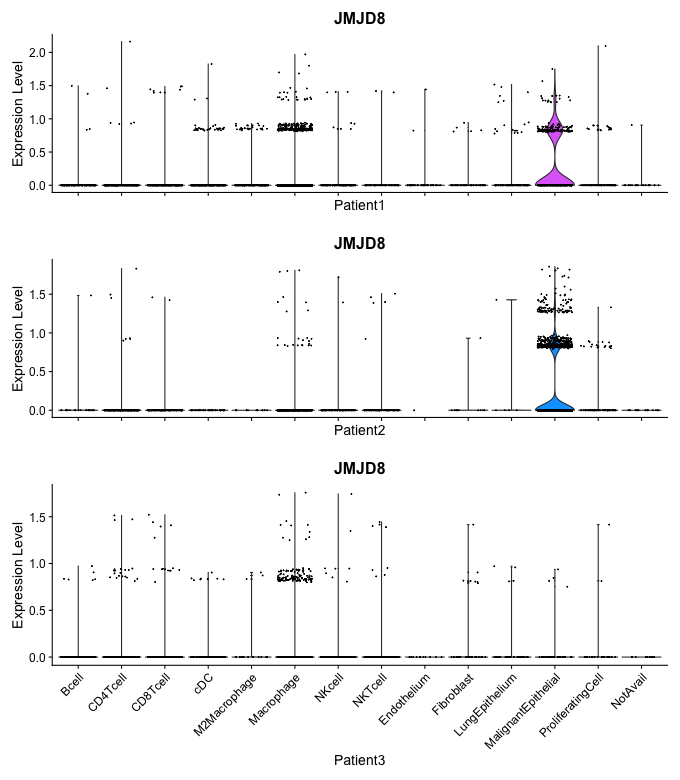 JMJD8
Expression Level
2.0
1.5
1.0
0.5
0.0
Patient1
JMJD8
Expression Level
1.5
1.0
0.5
0.0
Patient2
JMJD8
Expression Level
1.5
1.0
0.5
0.0
Bcell
CD4Tcell
CD8Tcell
cDC
M2Macrophage
Macrophage
NKcell
NKTcell
Endothelium
Fibroblast
LungEpithelium
MalignantEpithelial
ProliferatingCell
NotAvail
Patient3